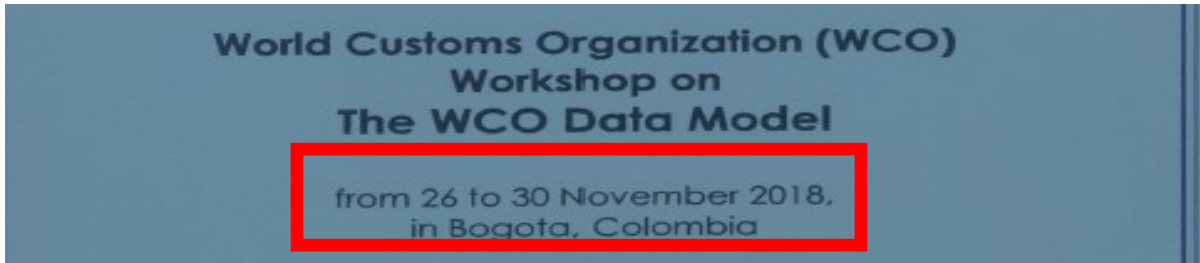 World Customs Organization (WCO)
Workshop on
The WCO Data Model
from 26 to 30 November 2018,
in Bogota, Colombia